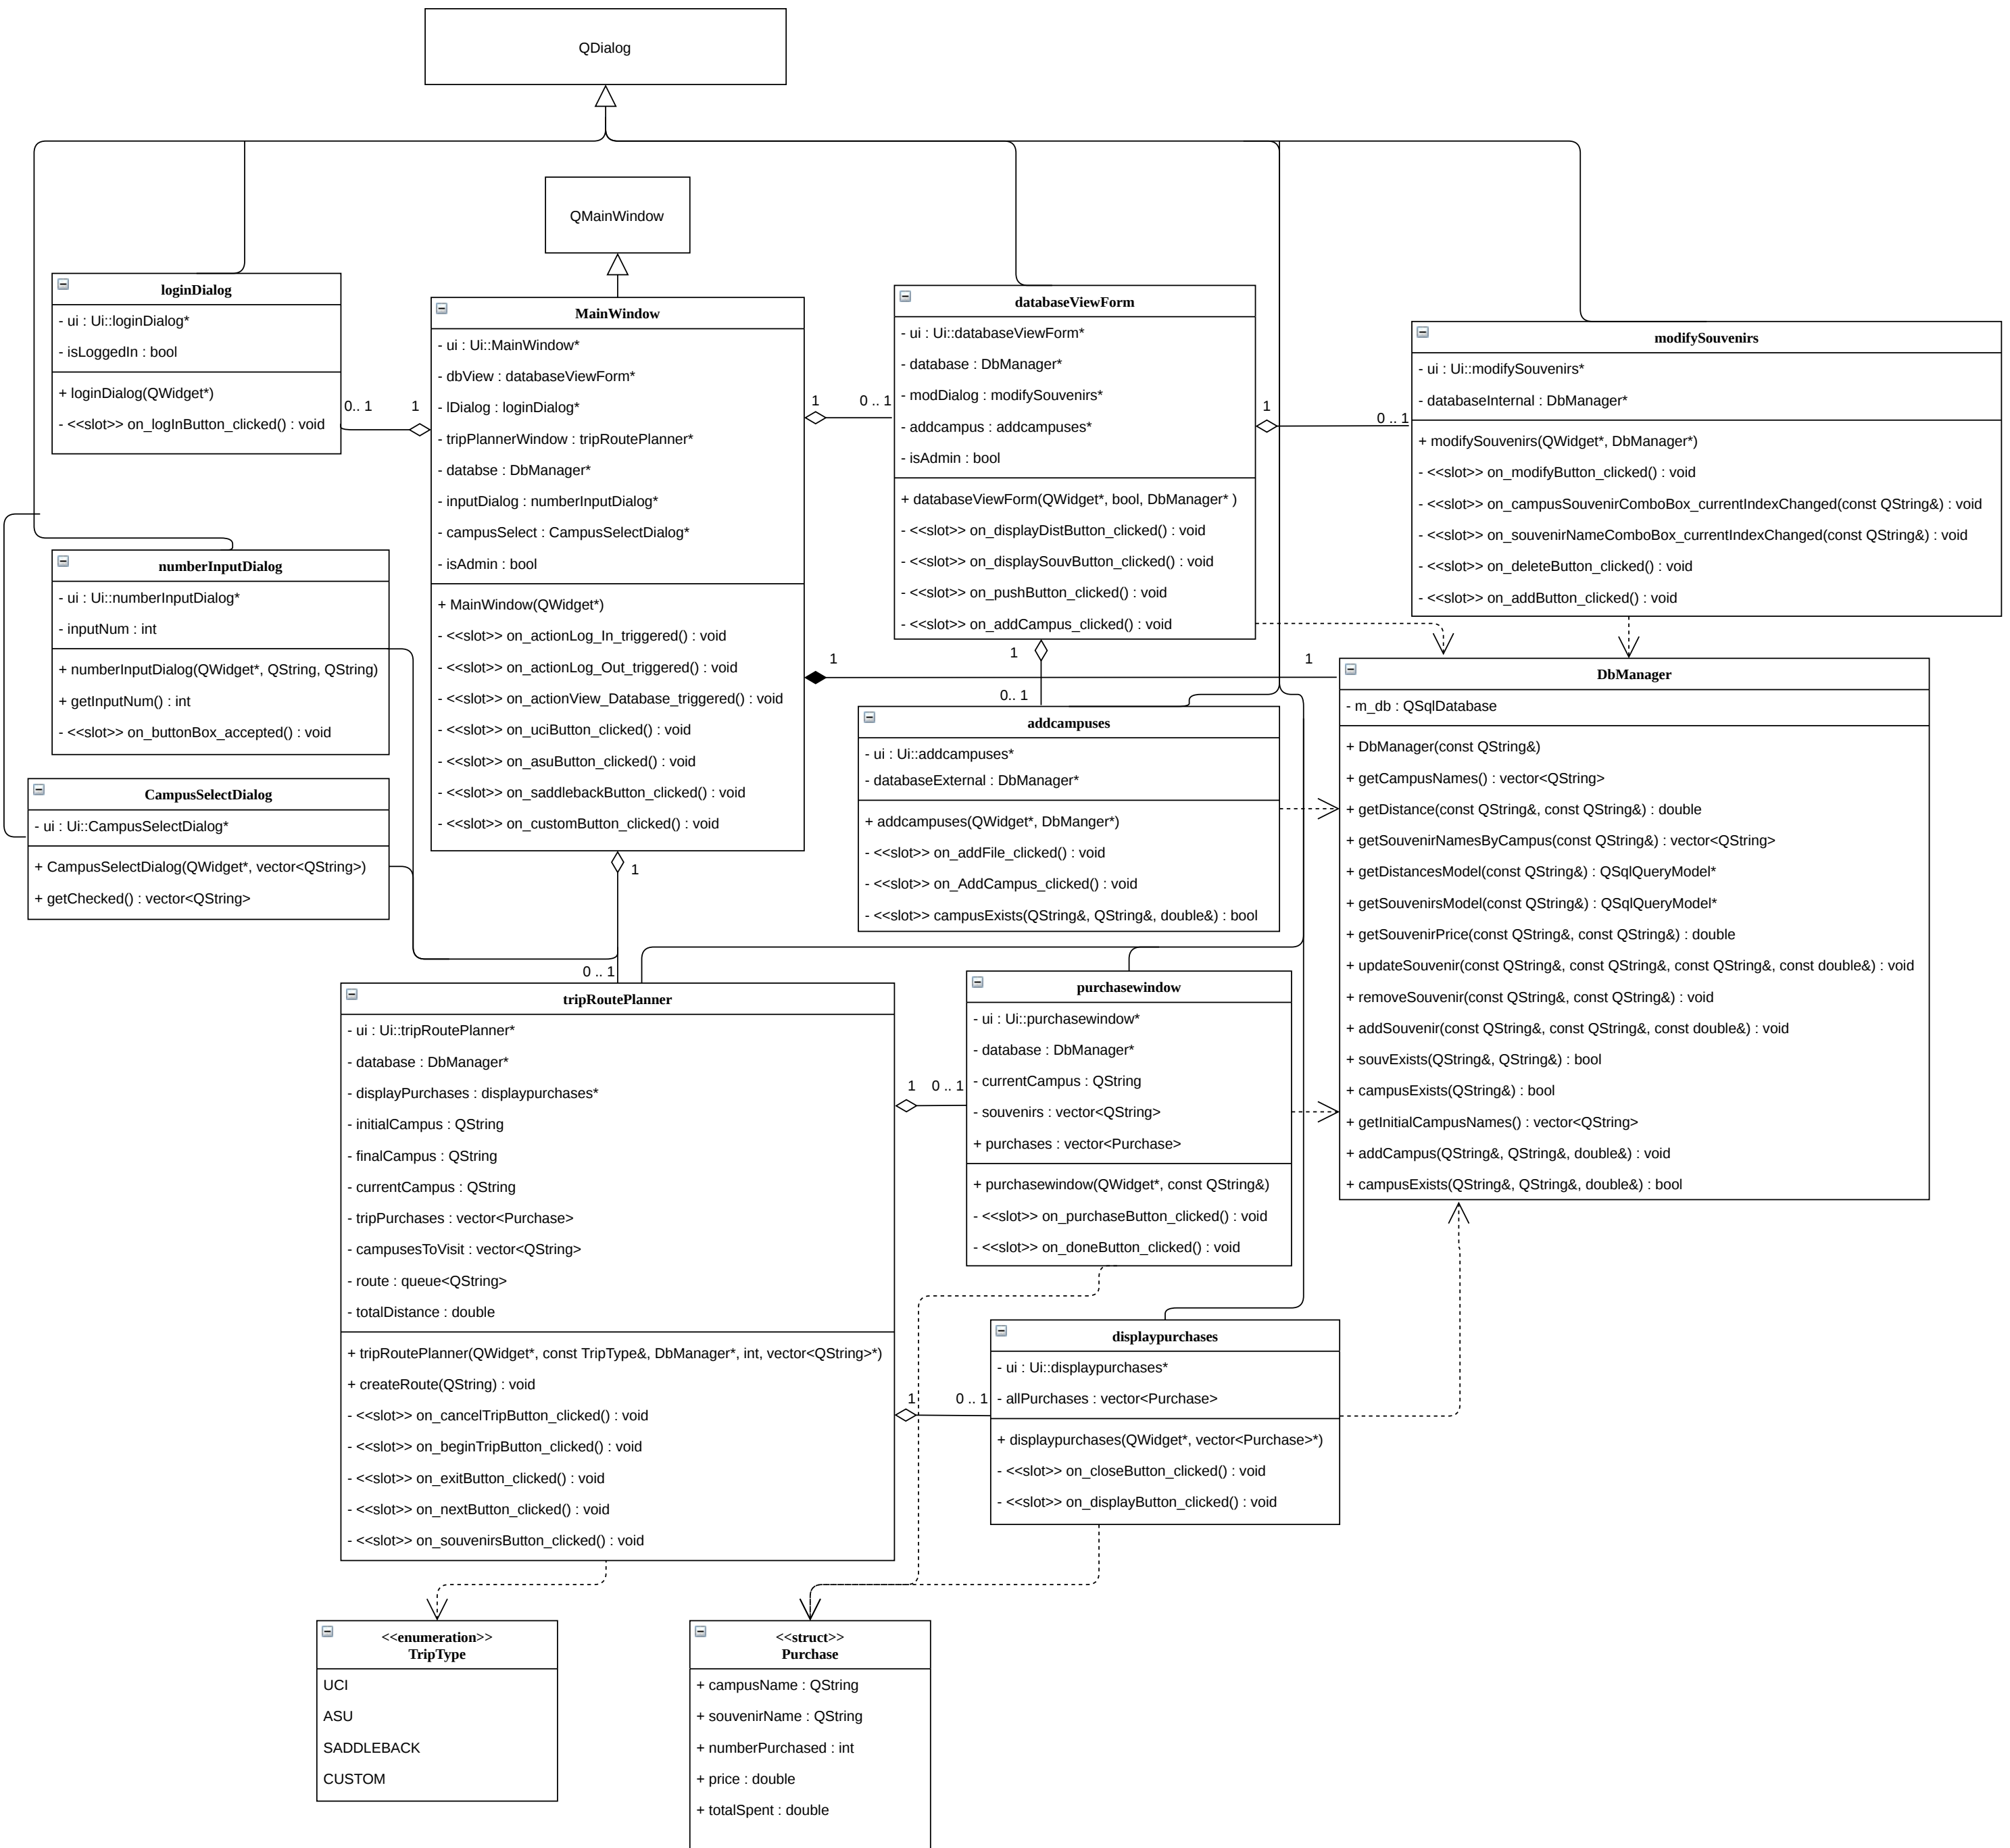 QDialog
QMainWindow
loginDialog
- ui : Ui::loginDialog*
- isLoggedIn : bool
+ loginDialog(QWidget*)
- <<slot>> on_logInButton_clicked() : void
0.. 1
1
MainWindow
- ui : Ui::MainWindow*
- dbView : databaseViewForm*
- lDialog : loginDialog*
- tripPlannerWindow : tripRoutePlanner*
- databse : DbManager*
- inputDialog : numberInputDialog*
- campusSelect : CampusSelectDialog*
- isAdmin : bool
+ MainWindow(QWidget*)
- <<slot>> on_actionLog_In_triggered() : void
- <<slot>> on_actionLog_Out_triggered() : void
- <<slot>> on_actionView_Database_triggered() : void
- <<slot>> on_uciButton_clicked() : void
- <<slot>> on_asuButton_clicked() : void
- <<slot>> on_saddlebackButton_clicked() : void
- <<slot>> on_customButton_clicked() : void
1
0 .. 1
databaseViewForm
- ui : Ui::databaseViewForm*
- database : DbManager*
- modDialog : modifySouvenirs*
- addcampus : addcampuses*
- isAdmin : bool
+ databaseViewForm(QWidget*, bool, DbManager* )
- <<slot>> on_displayDistButton_clicked() : void
- <<slot>> on_displaySouvButton_clicked() : void
- <<slot>> on_pushButton_clicked() : void
- <<slot>> on_addCampus_clicked() : void
1
0 .. 1
modifySouvenirs
- ui : Ui::modifySouvenirs*
- databaseInternal : DbManager*
+ modifySouvenirs(QWidget*, DbManager*)
- <<slot>> on_modifyButton_clicked() : void
- <<slot>> on_campusSouvenirComboBox_currentIndexChanged(const QString&) : void
- <<slot>> on_souvenirNameComboBox_currentIndexChanged(const QString&) : void
- <<slot>> on_deleteButton_clicked() : void
- <<slot>> on_addButton_clicked() : void
numberInputDialog
- ui : Ui::numberInputDialog*
- inputNum : int
+ numberInputDialog(QWidget*, QString, QString)
+ getInputNum() : int
- <<slot>> on_buttonBox_accepted() : void
CampusSelectDialog
- ui : Ui::CampusSelectDialog*
+ CampusSelectDialog(QWidget*, vector<QString>)
+ getChecked() : vector<QString>
1
1
1
0.. 1
addcampuses
- ui : Ui::addcampuses*
- databaseExternal : DbManager*
+ addcampuses(QWidget*, DbManger*)
- <<slot>> on_addFile_clicked() : void
- <<slot>> on_AddCampus_clicked() : void
- <<slot>> campusExists(QString&, QString&, double&) : bool
DbManager
- m_db : QSqlDatabase
+ DbManager(const QString&)
+ getCampusNames() : vector<QString>
+ getDistance(const QString&, const QString&) : double
+ getSouvenirNamesByCampus(const QString&) : vector<QString>
+ getDistancesModel(const QString&) : QSqlQueryModel*
+ getSouvenirsModel(const QString&) : QSqlQueryModel*
+ getSouvenirPrice(const QString&, const QString&) : double
+ updateSouvenir(const QString&, const QString&, const QString&, const double&) : void
+ removeSouvenir(const QString&, const QString&) : void
+ addSouvenir(const QString&, const QString&, const double&) : void
+ souvExists(QString&, QString&) : bool
+ campusExists(QString&) : bool
+ getInitialCampusNames() : vector<QString>
+ addCampus(QString&, QString&, double&) : void
+ campusExists(QString&, QString&, double&) : bool
1
0 .. 1
tripRoutePlanner
- ui : Ui::tripRoutePlanner*
- database : DbManager*
- displayPurchases : displaypurchases*
- initialCampus : QString
- finalCampus : QString
- currentCampus : QString
- tripPurchases : vector<Purchase>
- campusesToVisit : vector<QString>
- route : queue<QString>
- totalDistance : double
+ tripRoutePlanner(QWidget*, const TripType&, DbManager*, int, vector<QString>*)
+ createRoute(QString) : void
- <<slot>> on_cancelTripButton_clicked() : void
- <<slot>> on_beginTripButton_clicked() : void
- <<slot>> on_exitButton_clicked() : void
- <<slot>> on_nextButton_clicked() : void
- <<slot>> on_souvenirsButton_clicked() : void
1
0 .. 1
purchasewindow
- ui : Ui::purchasewindow*
- database : DbManager*
- currentCampus : QString
- souvenirs : vector<QString>
+ purchases : vector<Purchase>
+ purchasewindow(QWidget*, const QString&)
- <<slot>> on_purchaseButton_clicked() : void
- <<slot>> on_doneButton_clicked() : void
1
0 .. 1
displaypurchases
- ui : Ui::displaypurchases*
- allPurchases : vector<Purchase>
+ displaypurchases(QWidget*, vector<Purchase>*)
- <<slot>> on_closeButton_clicked() : void
- <<slot>> on_displayButton_clicked() : void
<<enumeration>>
TripType
UCI
ASU
SADDLEBACK
CUSTOM
<<struct>>
Purchase
+ campusName : QString
+ souvenirName : QString
+ numberPurchased : int
+ price : double
+ totalSpent : double